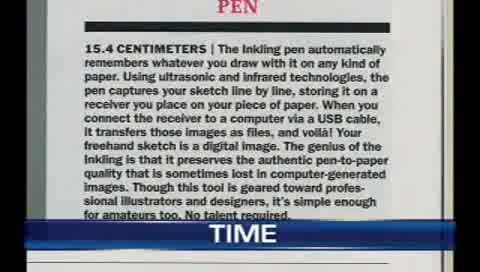 PEN
15.4 CENTIMETERS | The Inkling pen automatically
remembers whatever you draw with it on any kind of
paper. Using ultrasonic and infrared technologies, the
pen captures your sketch line by line, storing it on a
receiver you place on your piece of paper. When you
connect the receiver to a computer via a USB cable,
it transfers those images as files, and voilà! Your
freehand sketch is a digital image. The genius of the
Inkling is that it preserves the authentic pen-to-paper
quality that is sometimes lost in computer-generated
images. Though this tool is geared toward profes-
sional illustrators and designers, it's simple enough
for amateurs too. No talent required.
TIME